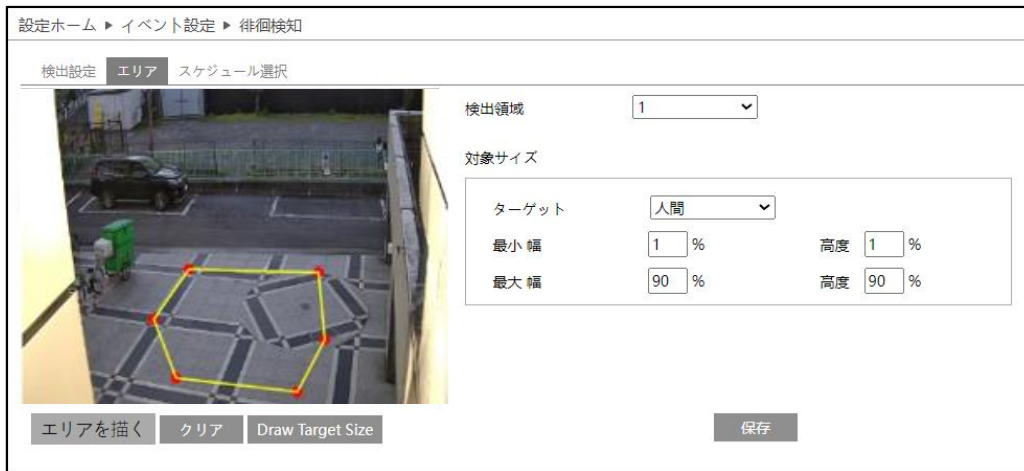 設定ホーム ▶ イベント設定 ▶ 徘徊検知
検出設定 エリア スケジュール選択
検出領域 1
対象サイズ
ターゲット 人間
最小 幅 1 % 高度 1 %
最大 幅 90 % 高度 90 %
エリアを描く クリア Draw Target Size 保存